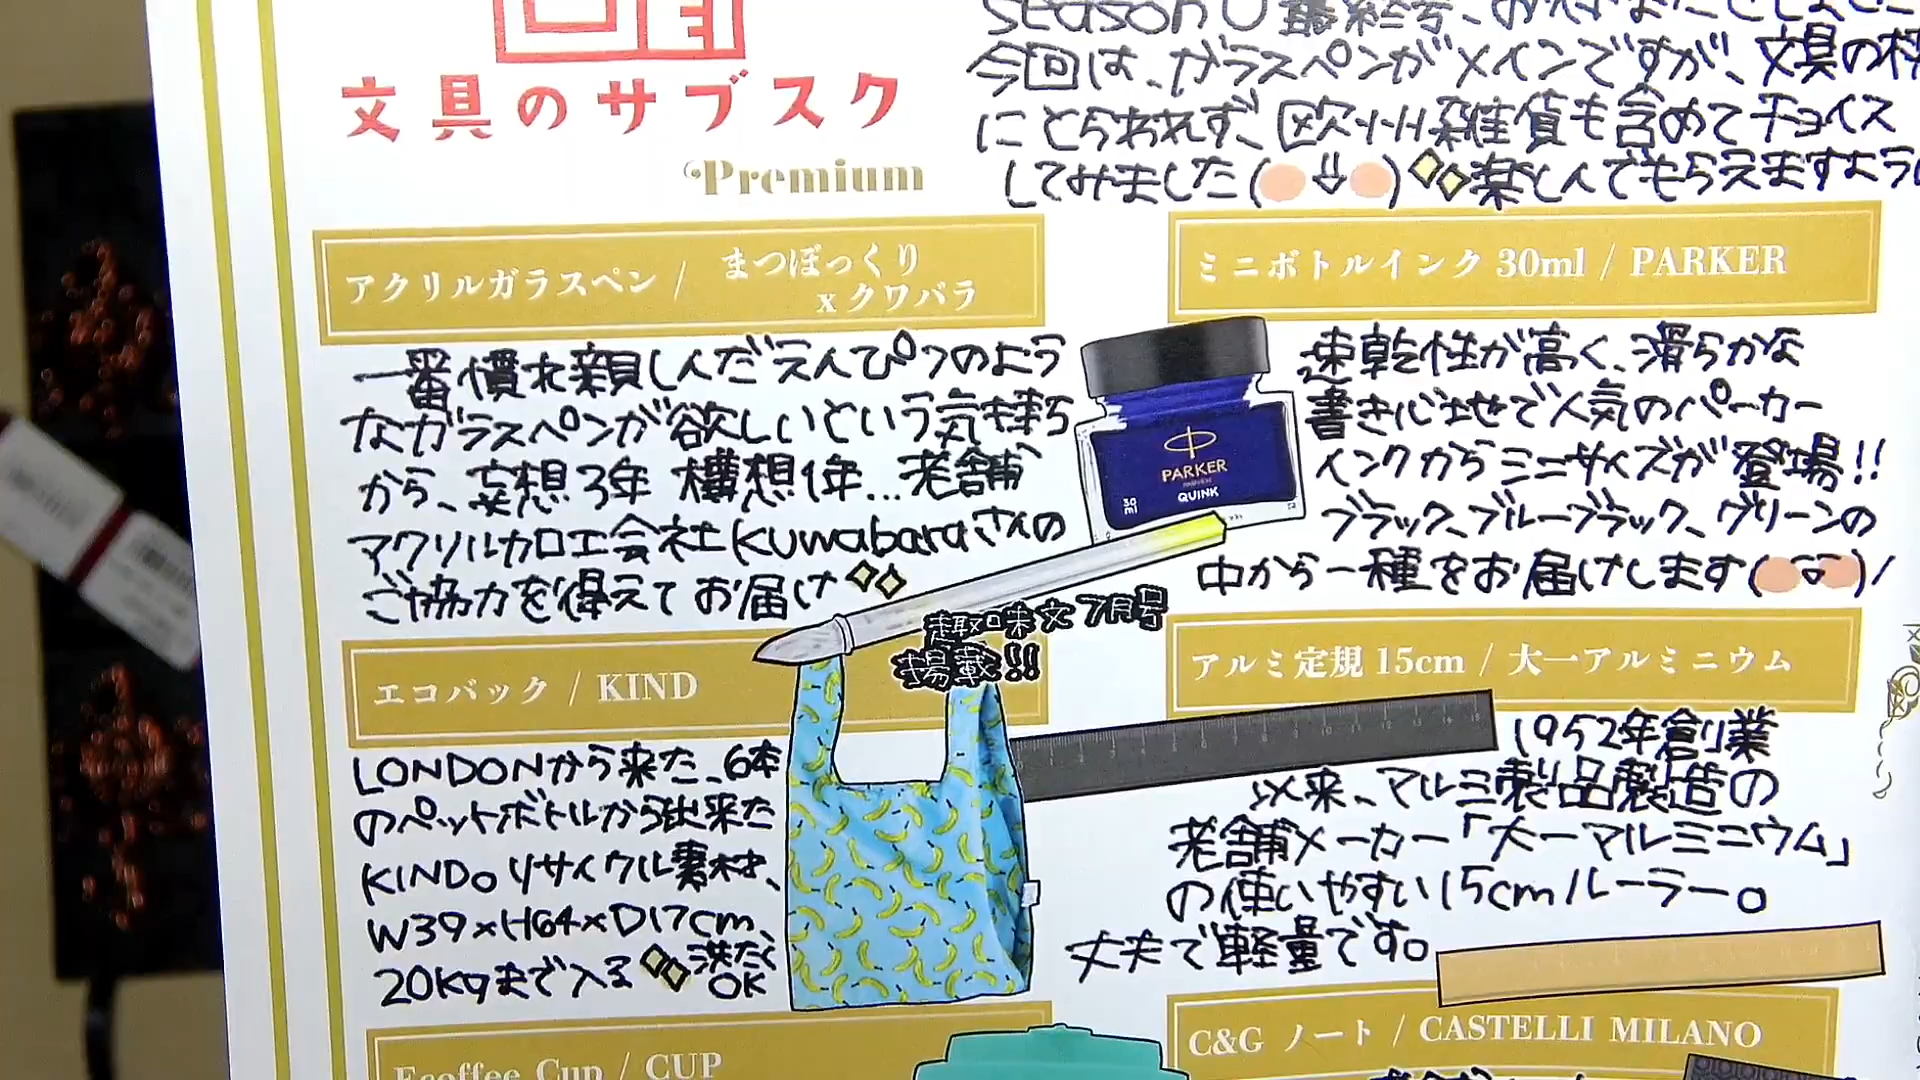 文具のサブスク
Premium
今回は、ガラスペンがメインですが、文具の枠
にとらわれず、欧州雑貨も含めてチョイス
してみました
楽しんでもらえますように
アクリルガラスペン / まつぼっくり
x クワバラ
一番慣れ親しんだえんぴつのよう
なガラスペンが欲しいという気持ち
から、妄想3年 構想1年…老舗
アクリル加工会社Kuwabaraさんの
ご協力を得えてお届け
趣味文7月号
掲載!!
ミニボトルインク 30ml / PARKER
速乾性が高く、滑らかな
書き心地で人気のパーカー
インクからミニサイズが登場!!
ブラック、ブルーブラック、グリーンの
中から一種をお届けします
PARKER
QUINK
30
ml
エコバック / KIND
LONDONから来た、6本
のペットボトルから出来た
KIND。リサイクル素材、
W39×H64×D17cm、
20kgまで入る
洗たく
OK
アルミ定規 15cm / 大一アルミニウム
1952年創業
以来、アルミ製品製造の
老舗メーカー「大一アルミニウム」
の使いやすい15cmルーラー。
丈夫で軽量です。
Ecoffee Cup / CUP
C&G ノート / CASTELLI MILANO